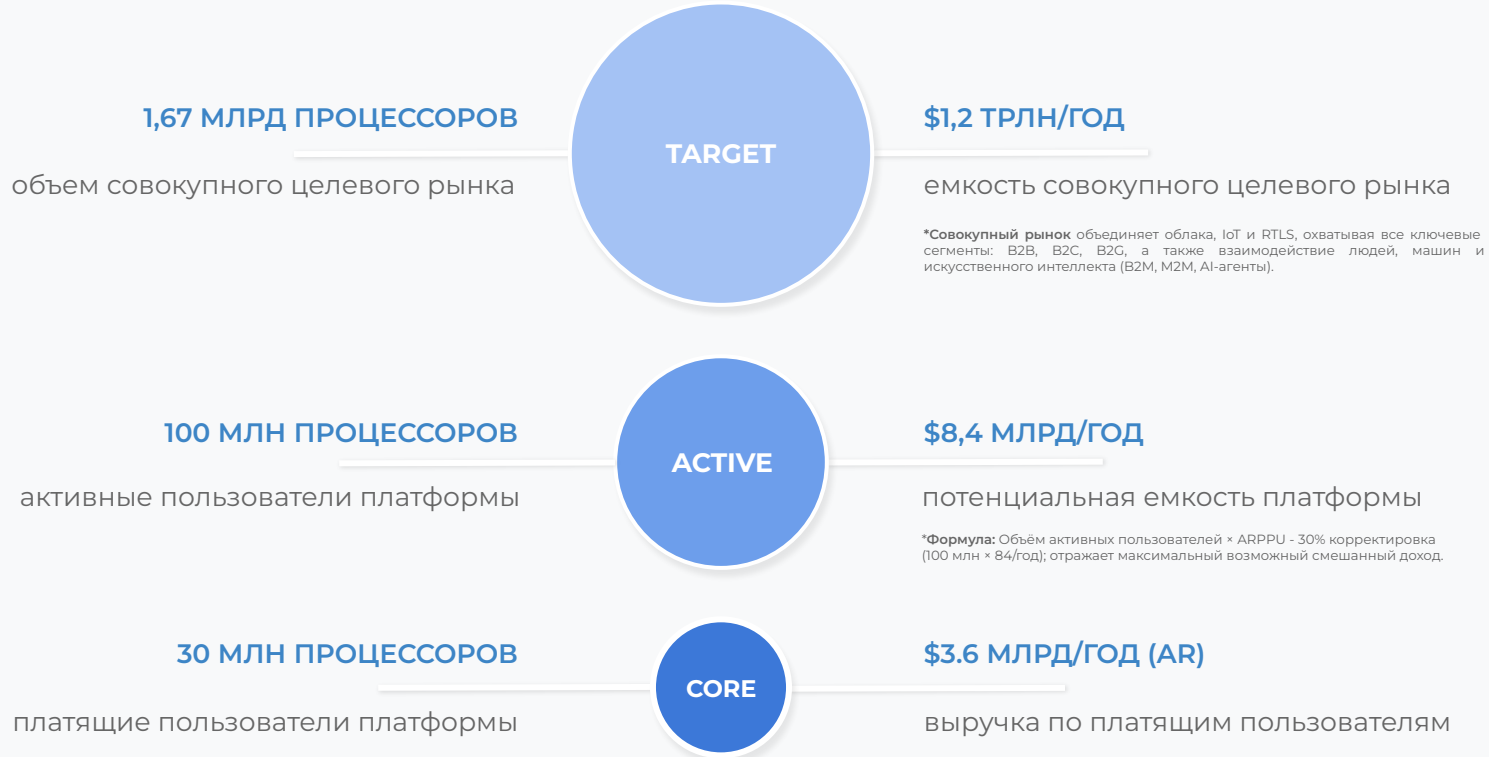 1,67 МЛРД ПРОЦЕССОРОВ
объем совокупного целевого рынка
TARGET
$1,2 ТРЛН/ГОД
емкость совокупного целевого рынка
*Совокупный рынок объединяет облака, IoT и RTLS, охватывая все ключевые
сегменты: B2B, B2C, B2G, а также взаимодействие людей, машин и
искусственного интеллекта (B2M, M2M, AI-агенты).
100 МЛН ПРОЦЕССОРОВ
активные пользователи платформы
ACTIVE
$8,4 МЛРД/ГОД
потенциальная емкость платформы
*Формула: Объём активных пользователей × ARPPU - 30% корректировка
(100 млн × 84/год); отражает максимальный возможный смешанный доход.
30 МЛН ПРОЦЕССОРОВ
платящие пользователи платформы
CORE
$3.6 МЛРД/ГОД (AR)
выручка по платящим пользователям